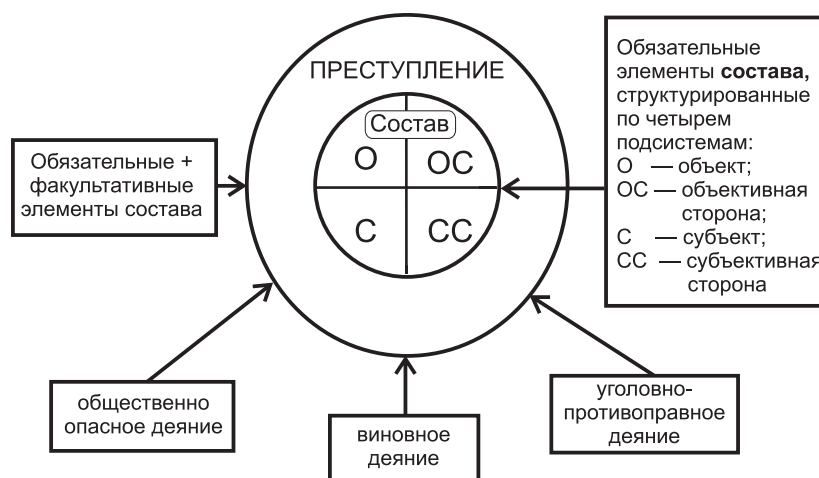 ПРЕСТУПЛЕНИЕ
Состав
О ОС
С СС
Обязательные +
факультативные
элементы состава
Обязательные
элементы состава,
структурированные
по четырем
подсистемам:
О — объект;
ОС — объективная
сторона;
С — субъект;
СС — субъективная
сторона
общественно
опасное деяние
виновное
деяние
уголовно-
противоправное
деяние